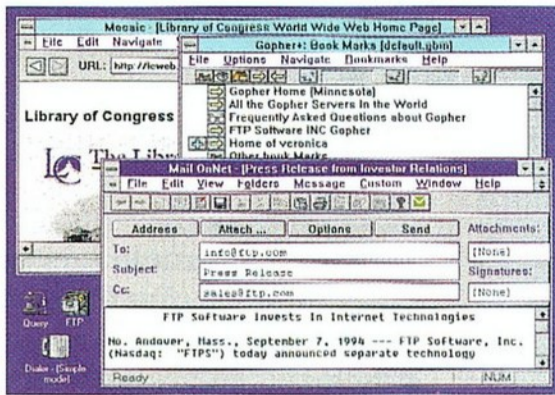 Mosaic - [Library of Congress World Wide Web Home Page]
File Edit Navigate
URL: http://lcweb.
Library of Congress
LC The Libr
Gopher+: Book Marks [default.gbm]
File Options Navigate Bookmarks Help
Gopher Home (Minnesota)
All the Gopher Servers In the World
Frequently Asked Questions about Gopher
FTP Software INC Gopher
Home of veronica
Other book Marks
Mail OnNet - [Press Release from Investor Relations]
File Edit View Folders Message Custom Window Help
Address Attach ... Options Send Attachments:
To: info@ftp.com [None]
Subject: Press Release Signatures:
Cc: sales@ftp.com [None]
FTP Software Invests In Internet Technologies
No. Andover, Mass., September 7, 1994 --- FTP Software, Inc.
(Nasdaq: "FTPS") today announced separate technology
Ready NUM
Query FTP
Dialer - (Simple
mode)